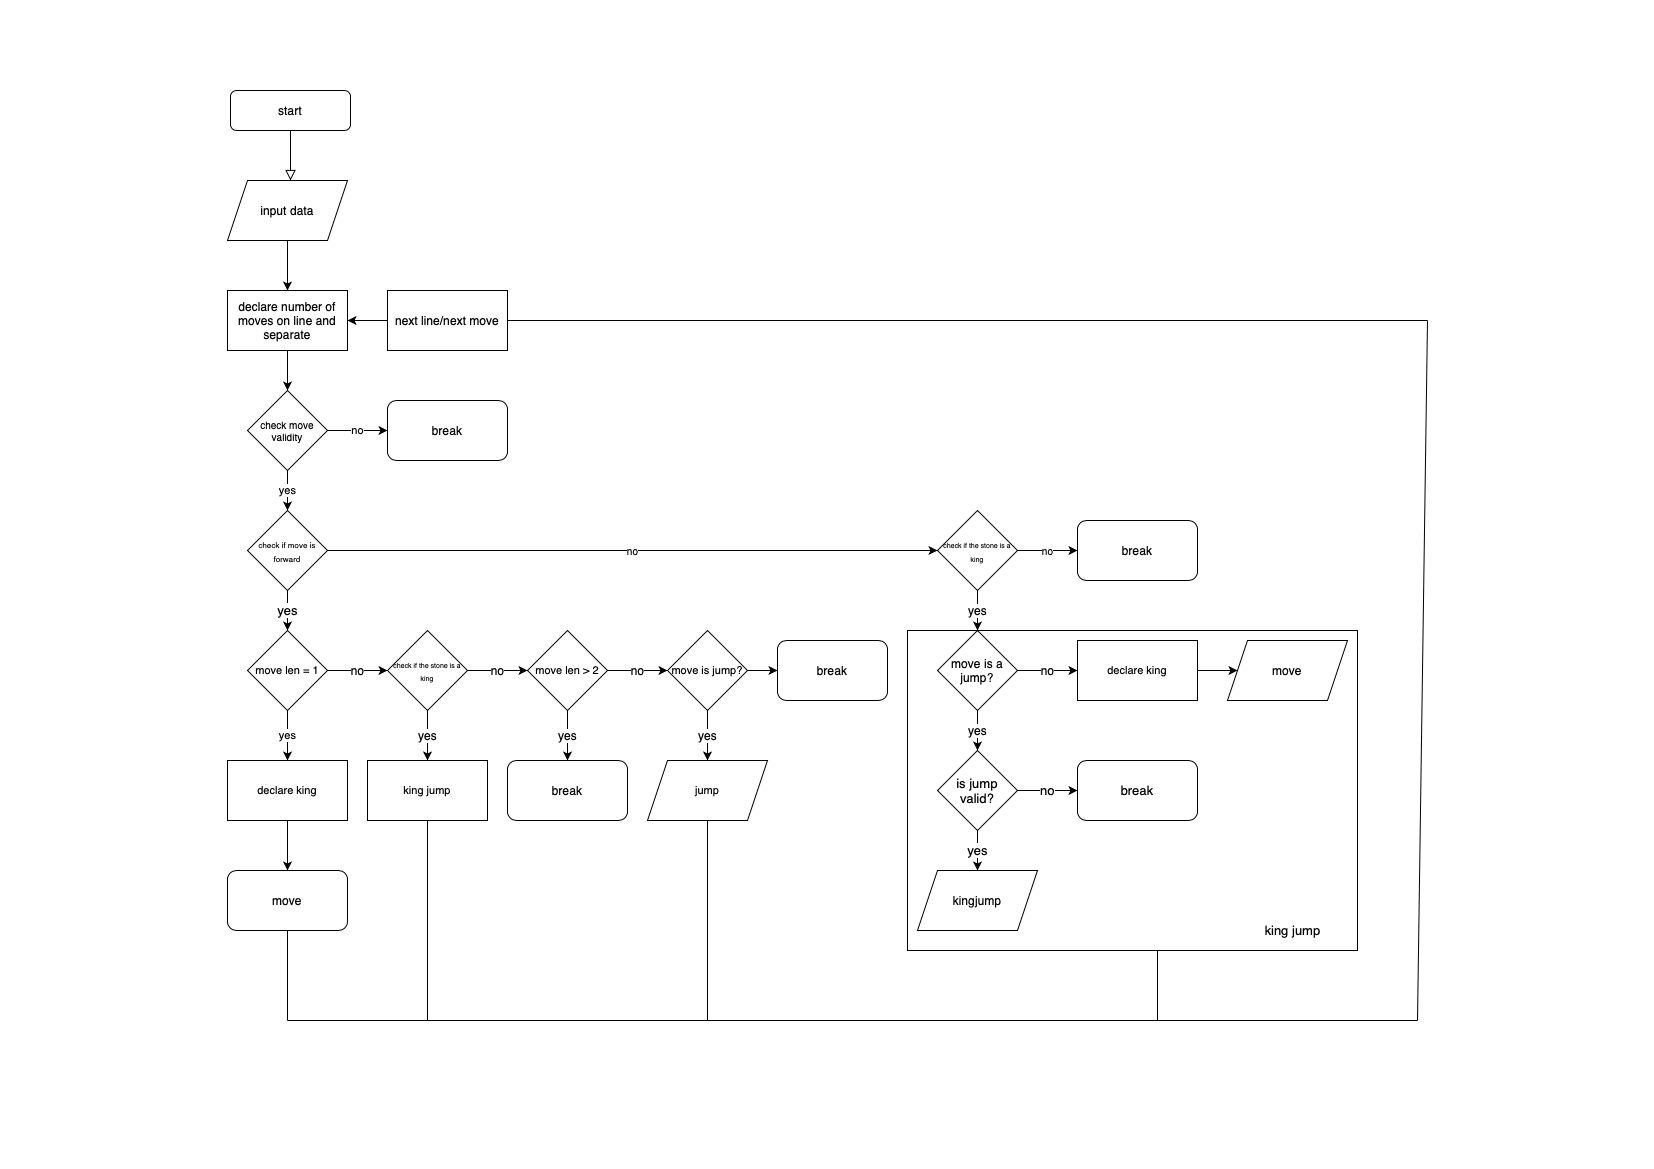 start
input data
declare number of
moves on line and
separate
next line/next move
check move
validity
no
break
yes
check if move is
forward
no
check if the stone is a
king
no
break
yes
yes
move len = 1
no
check if the stone is a
king
no
move len > 2
no
move is jump?
break
move is a
jump?
no
declare king
move
yes
yes
yes
yes
yes
declare king
king jump
break
jump
is jump
valid?
no
break
yes
move
kingjump
king jump